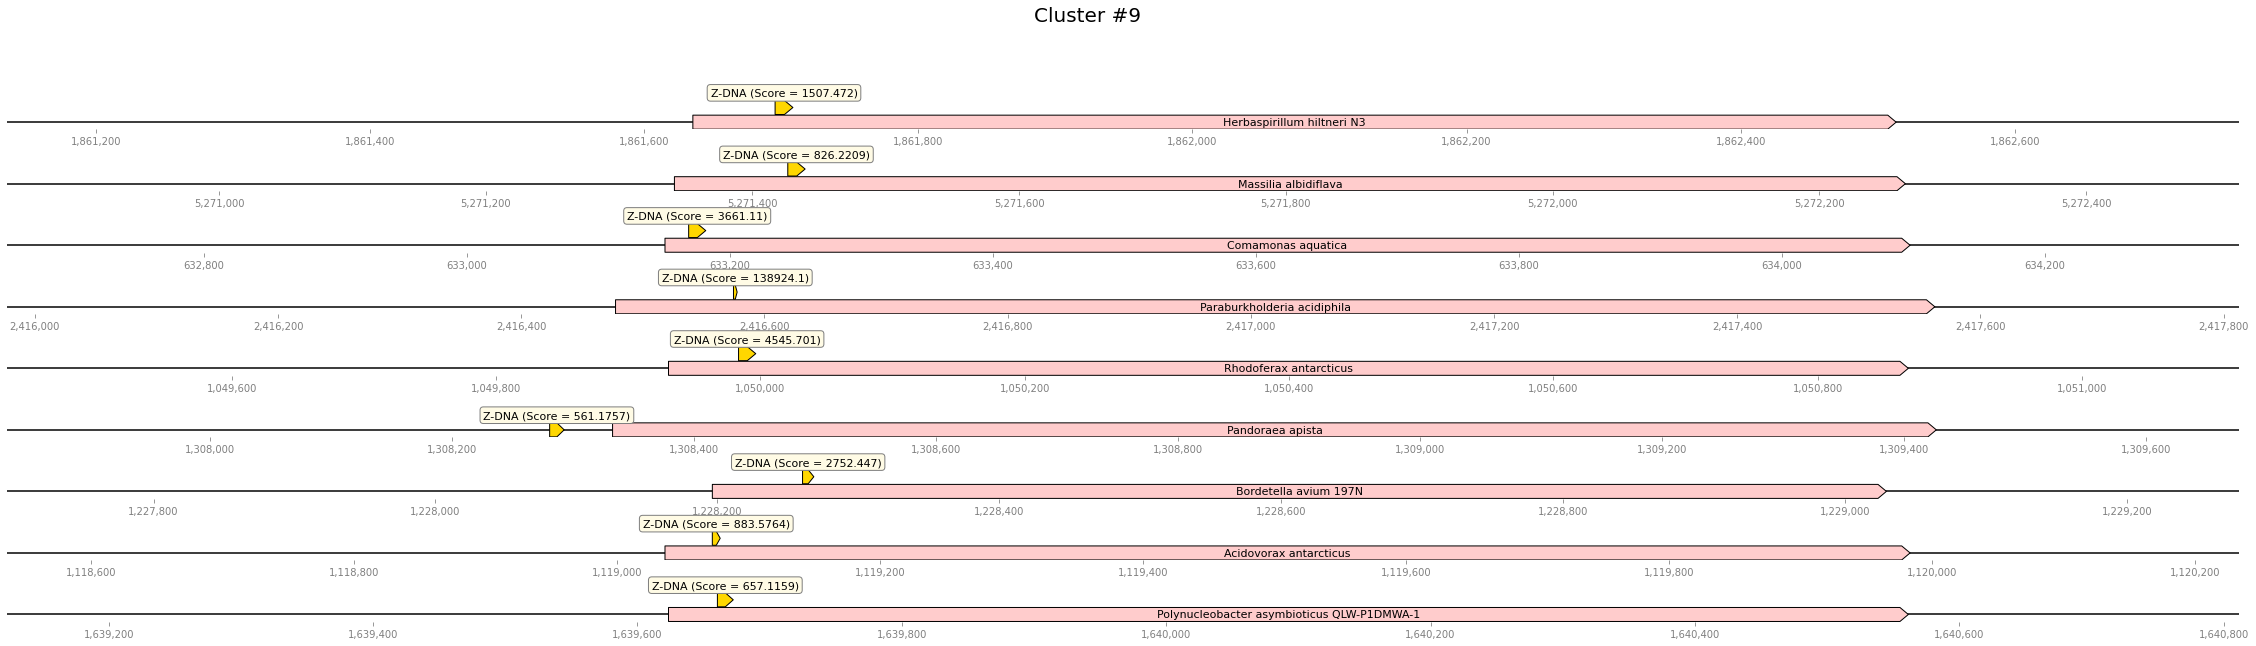 Cluster #9
Z-DNA (Score = 1507.472)
Herbaspirillum hiltneri N3
1,861,200 1,861,400 1,861,600 1,861,800 1,862,000 1,862,200 1,862,400 1,862,600
Z-DNA (Score = 826.2209)
Massilia albidiflava
5,271,000 5,271,200 5,271,400 5,271,600 5,271,800 5,272,000 5,272,200 5,272,400
Z-DNA (Score = 3661.11)
Comamonas aquatica
632,800 633,000 633,200 633,400 633,600 633,800 634,000 634,200
Z-DNA (Score = 138924.1)
Paraburkholderia acidiphila
2,416,000 2,416,200 2,416,400 2,416,600 2,416,800 2,417,000 2,417,200 2,417,400 2,417,600 2,417,800
Z-DNA (Score = 4545.701)
Rhodoferax antarcticus
1,049,600 1,049,800 1,050,000 1,050,200 1,050,400 1,050,600 1,050,800 1,051,000
Z-DNA (Score = 561.1757)
Pandoraea apista
1,308,000 1,308,200 1,308,400 1,308,600 1,308,800 1,309,000 1,309,200 1,309,400 1,309,600
Z-DNA (Score = 2752.447)
Bordetella avium 197N
1,227,800 1,228,000 1,228,200 1,228,400 1,228,600 1,228,800 1,229,000 1,229,200
Z-DNA (Score = 883.5764)
Acidovorax antarcticus
1,118,600 1,118,800 1,119,000 1,119,200 1,119,400 1,119,600 1,119,800 1,120,000 1,120,200
Z-DNA (Score = 657.1159)
Polynucleobacter asymbioticus QLW-P1DMWA-1
1,639,200 1,639,400 1,639,600 1,639,800 1,640,000 1,640,200 1,640,400 1,640,600 1,640,800